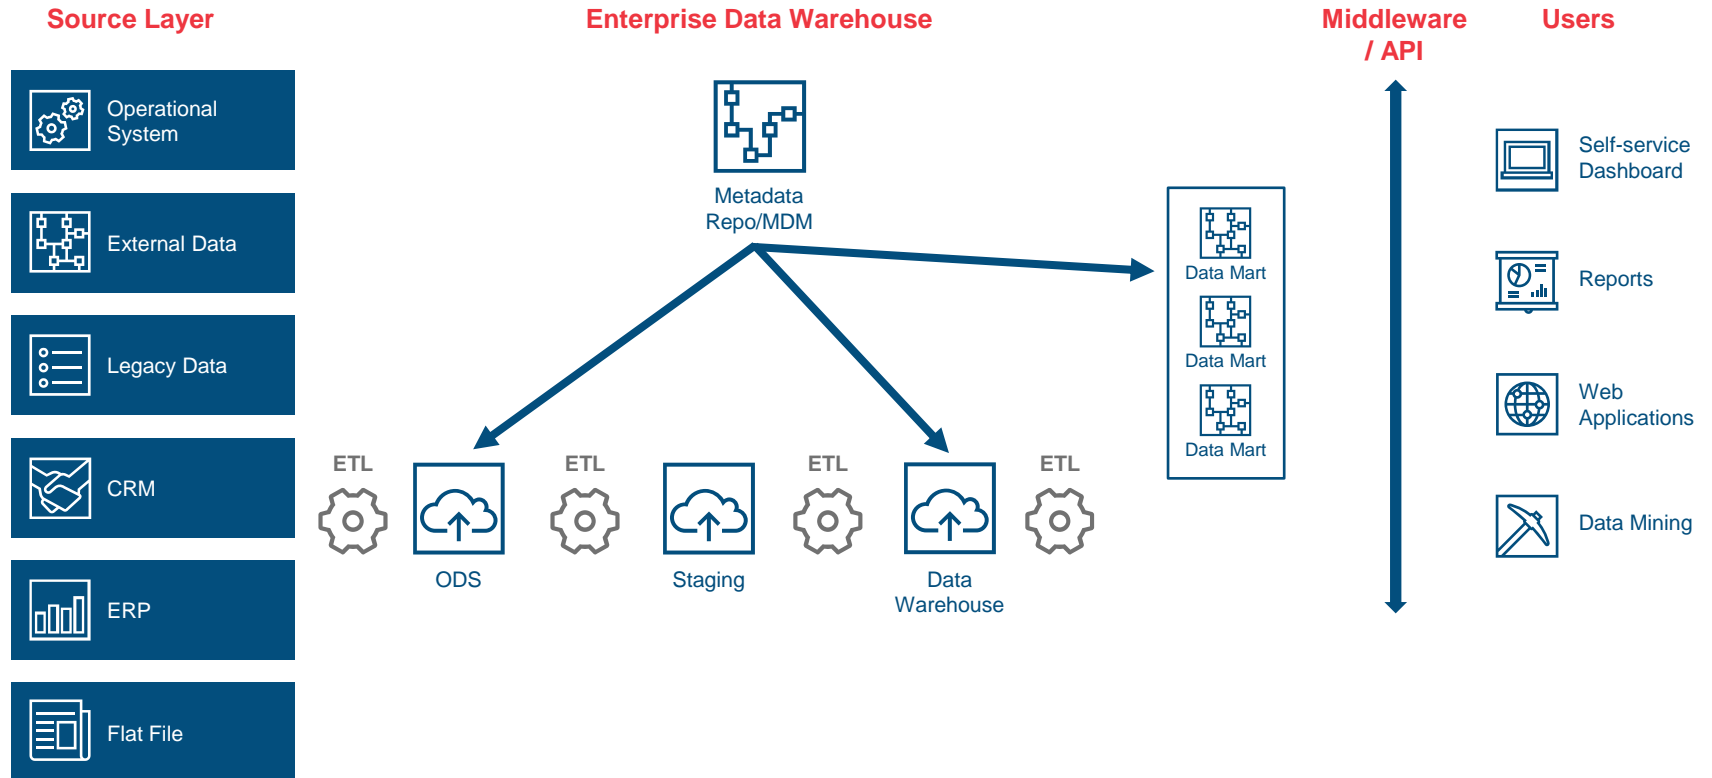 Source Layer
Enterprise Data Warehouse
Middleware
/ API
Users
Operational
System
External Data
Legacy Data
CRM
ERP
Flat File
Metadata
Repo/MDM
ETL
ODS
ETL
Staging
ETL
Data
Warehouse
ETL
Data Mart
Data Mart
Data Mart
Self-service
Dashboard
Reports
Web
Applications
Data Mining